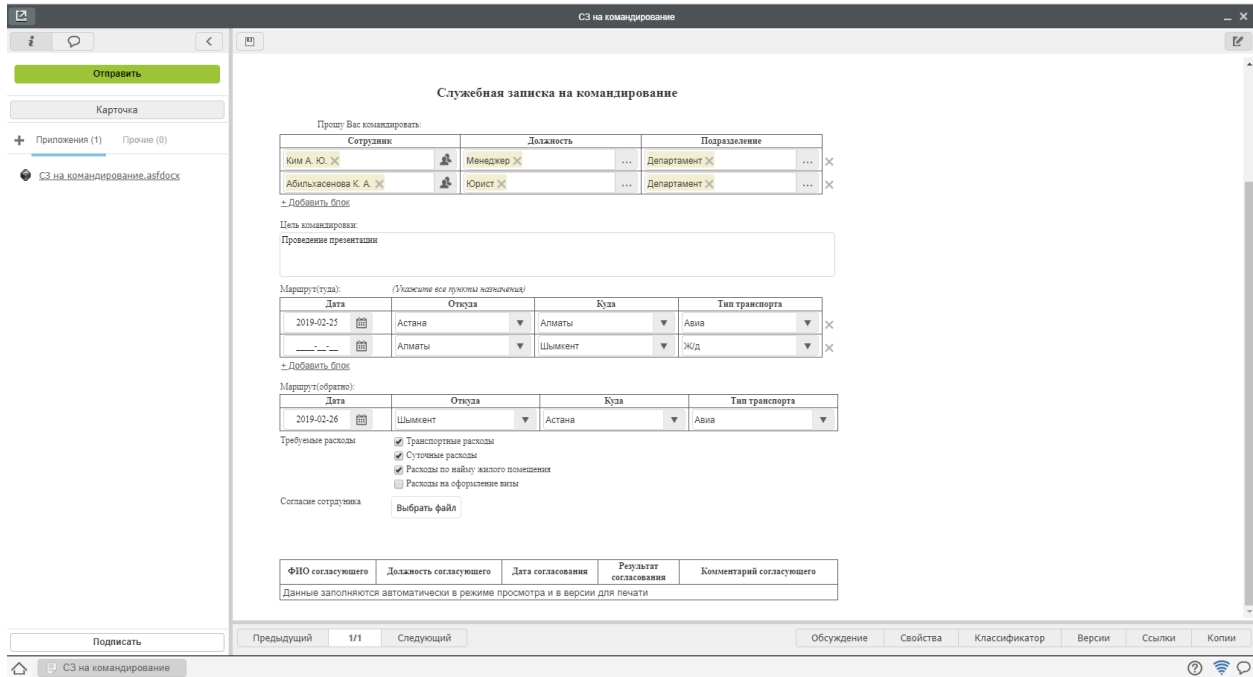 СЗ на командирование
Отправить
Карточка
Приложения (1) Прочие (0)
СЗ на командирование.asfdocx
Служебная записка на командирование
Прошу Вас командировать:
Сотрудник Должность Подразделение
Ким А. Ю. Менеджер ... Департамент ...
Абильхасенова К. А. Юрист ... Департамент ...
+ Добавить блок
Цель командировки:
Проведение презентации
Маршрут(туда): (Укажите все пункты назначения)
Дата Откуда Куда Тип транспорта
2019-02-25 Астана Алматы Авиа
____-__-__ Алматы Шымкент Ж/д
+ Добавить блок
Маршрут(обратно):
Дата Откуда Куда Тип транспорта
2019-02-26 Шымкент Астана Авиа
Требуемые расходы Транспортные расходы
Суточные расходы
Расходы по найму жилого помещения
Расходы на оформление визы
Согласие сотрдуника Выбрать файл
ФИО согласующего Должность согласующего Дата согласования Результат согласования Комментарий согласующего
Данные заполняются автоматически в режиме просмотра и в версии для печати
Подписать Предыдущий 1/1 Следующий Обсуждение Свойства Классификатор Версии Ссылки Копии
СЗ на командирование